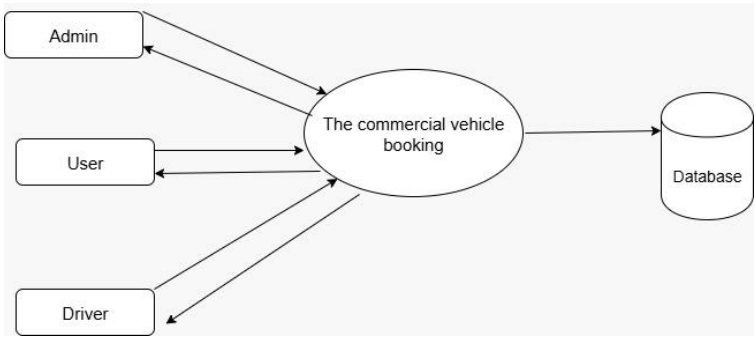 Admin
The commercial vehicle
booking
User
Database
Driver